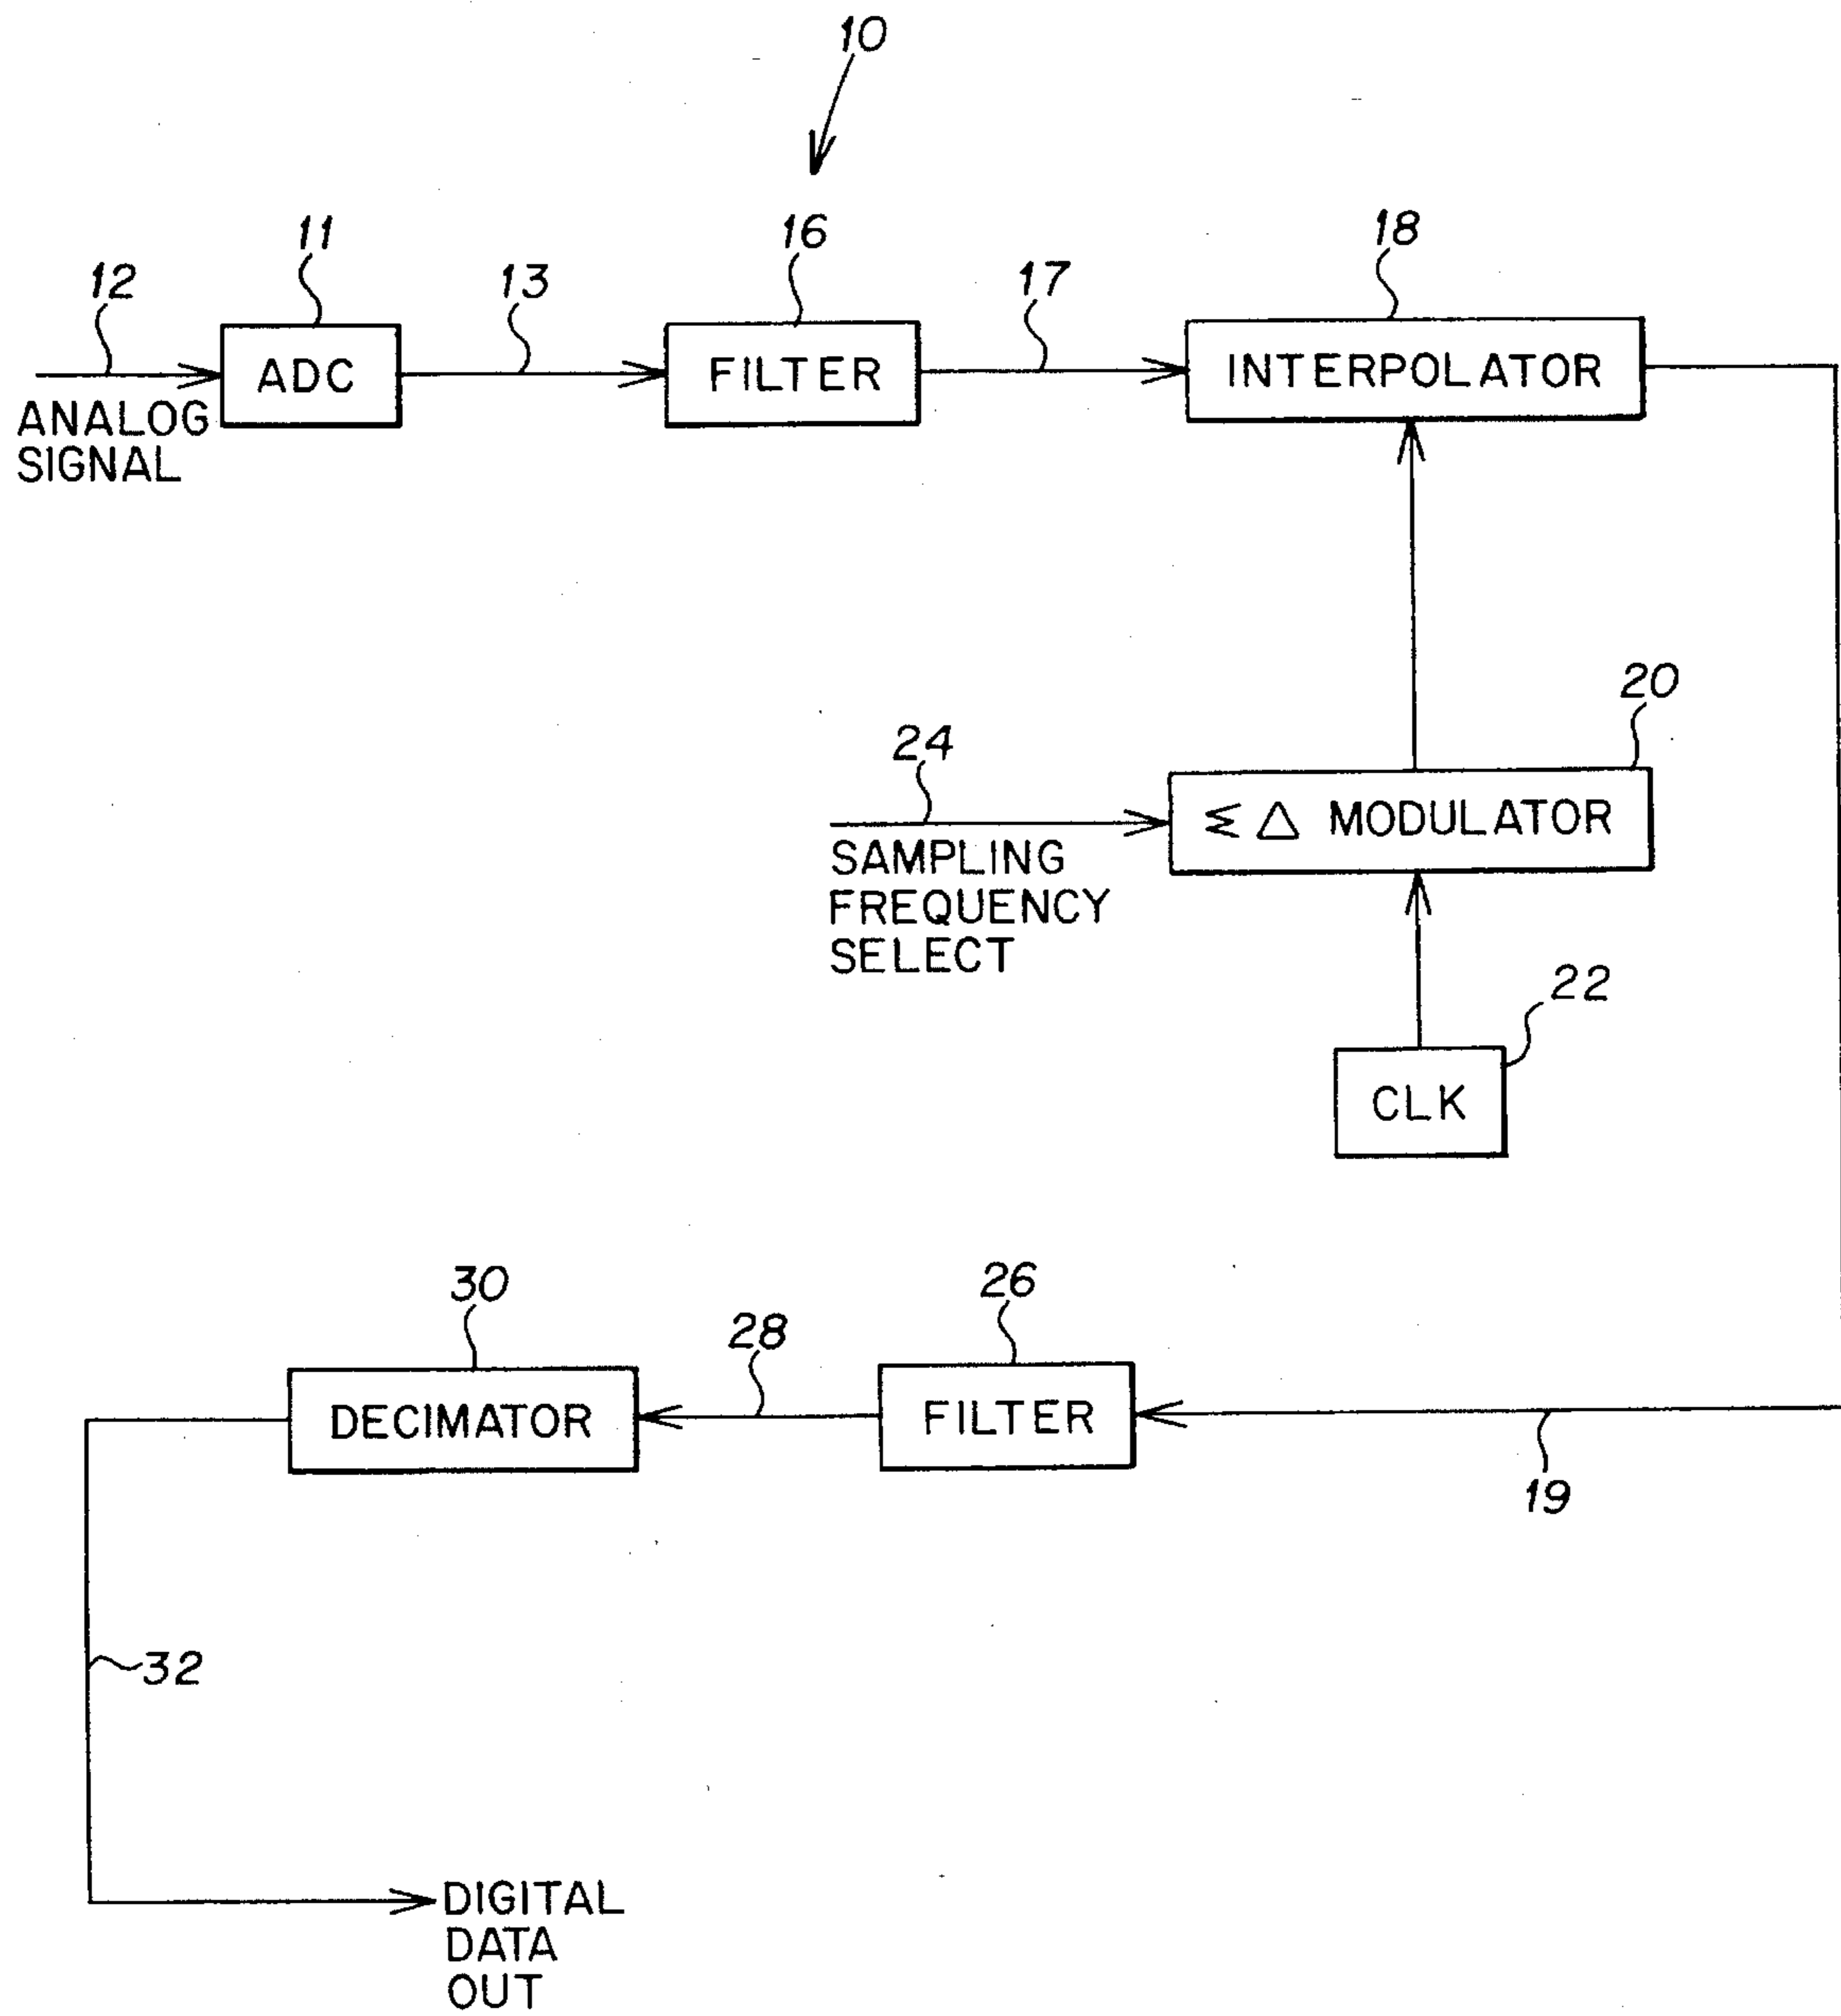 10
11
16
18
12
13
17
ADC
FILTER
INTERPOLATOR
ANALOG
SIGNAL
20
24
ΣΔ MODULATOR
SAMPLING
FREQUENCY
SELECT
22
CLK
30
26
28
DECIMATOR
FILTER
19
32
DIGITAL
DATA
OUT